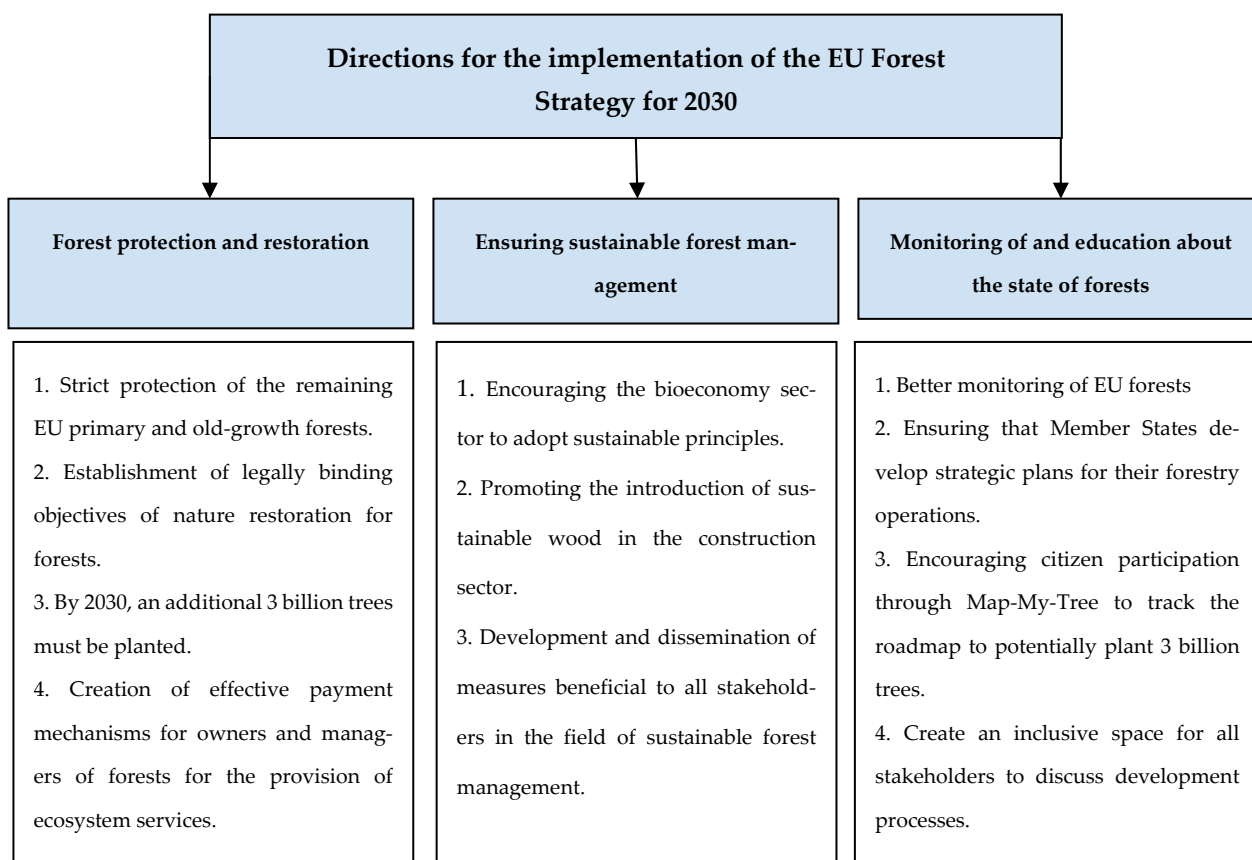 Directions for the implementation of the EU Forest
Strategy for 2030
Forest protection and restoration
Ensuring sustainable forest man-
agement
Monitoring of and education about
the state of forests
1. Strict protection of the remaining
EU primary and old-growth forests.
2. Establishment of legally binding
objectives of nature restoration for
forests.
3. By 2030, an additional 3 billion trees
must be planted.
4. Creation of effective payment
mechanisms for owners and manag-
ers of forests for the provision of
ecosystem services.
1. Encouraging the bioeconomy sec-
tor to adopt sustainable principles.
2. Promoting the introduction of sus-
tainable wood in the construction
sector.
3. Development and dissemination of
measures beneficial to all stakehold-
ers in the field of sustainable forest
management.
1. Better monitoring of EU forests
2. Ensuring that Member States de-
velop strategic plans for their forestry
operations.
3. Encouraging citizen participation
through Map-My-Tree to track the
roadmap to potentially plant 3 billion
trees.
4. Create an inclusive space for all
stakeholders to discuss development
processes.